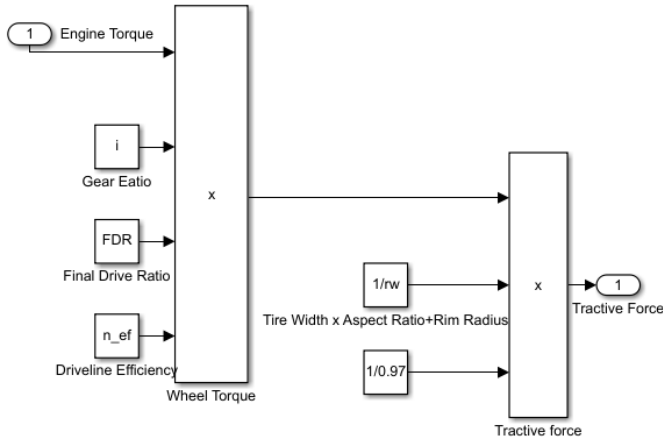 1
Engine Torque
i
Gear Eatio
FDR
Final Drive Ratio
n_ef
Driveline Efficiency
x
Wheel Torque
1/rw
Tire Width x Aspect Ratio+Rim Radius
1/0.97
x
Tractive force
1
Tractive Force